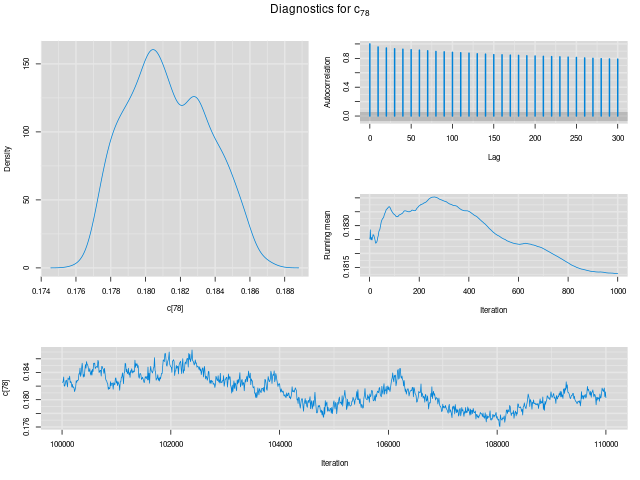 Diagnostics for c78
Density
150
100
50
0
0.174 0.176 0.178 0.180 0.182 0.184 0.186 0.188
c[78]
Autocorrelation
0.8
0.4
0.0
0 50 100 150 200 250 300
Lag
Running mean
0.1830
0.1815
0 200 400 600 800 1000
Iteration
c[78]
0.184
0.180
0.176
100000 102000 104000 106000 108000 110000
Iteration